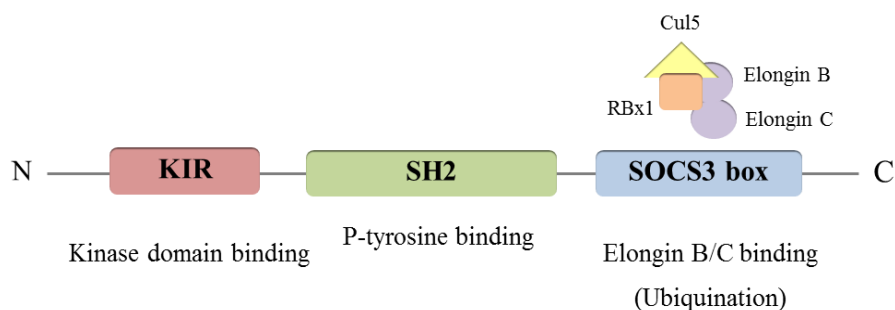 Cul5
Elongin B
RBx1
Elongin C
N
KIR
SH2
SOCS3 box
C
Kinase domain binding
P-tyrosine binding
Elongin B/C binding
(Ubiquination)